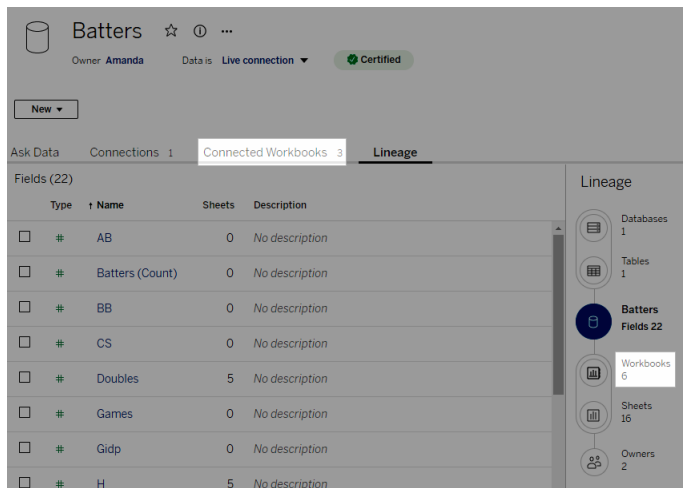 Batters
Owner Amanda Data is Live connection Certified
New
Ask Data Connections 1 Connected Workbooks 3 Lineage
Fields (22)
Type ↑ Name Sheets Description
# AB 0 No description
# Batters (Count) 0 No description
# BB 0 No description
# CS 0 No description
# Doubles 5 No description
# Games 0 No description
# Gidp 0 No description
# H 5 No description
Lineage
Databases
1
Tables
1
Batters
Fields 22
Workbooks
6
Sheets
16
Owners
2